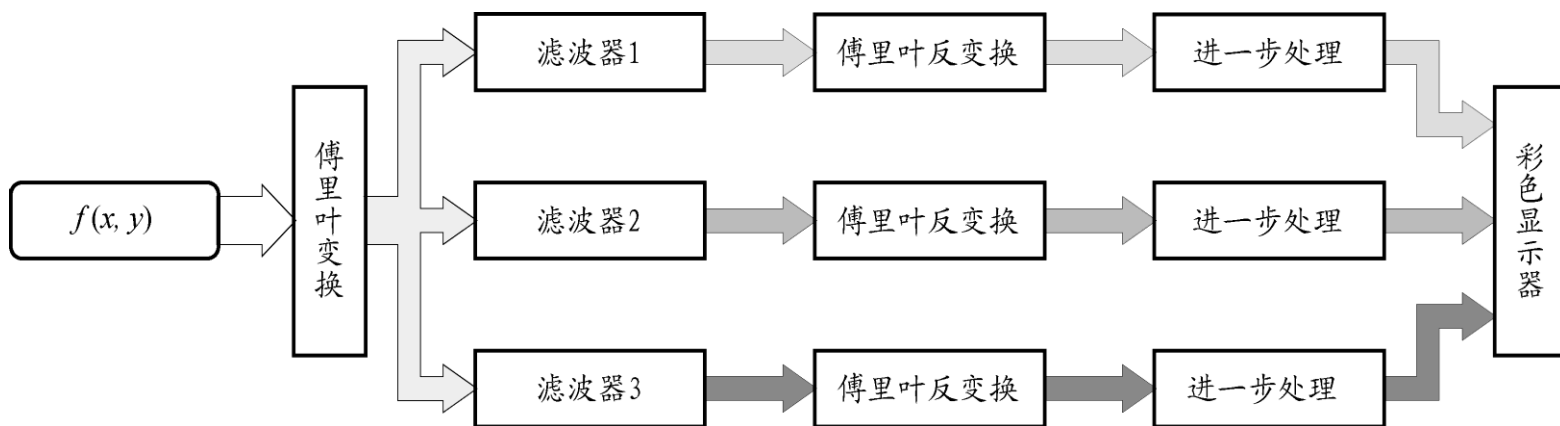 f(x, y)
傅里叶变换
滤波器1
傅里叶反变换
进一步处理
滤波器2
傅里叶反变换
进一步处理
滤波器3
傅里叶反变换
进一步处理
彩色显示器